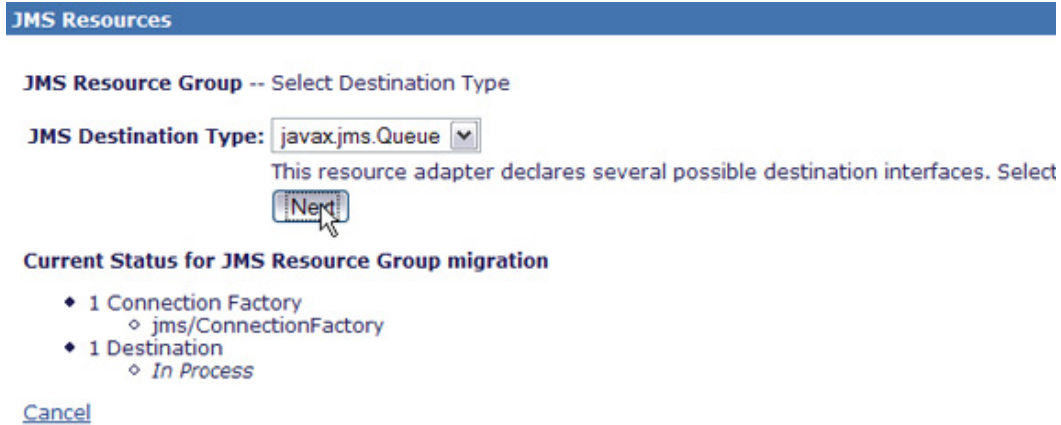 JMS Resources
JMS Resource Group -- Select Destination Type
JMS Destination Type: javax.jms.Queue
This resource adapter declares several possible destination interfaces. Select
Next
Current Status for JMS Resource Group migration
1 Connection Factory
jms/ConnectionFactory
1 Destination
In Process
Cancel